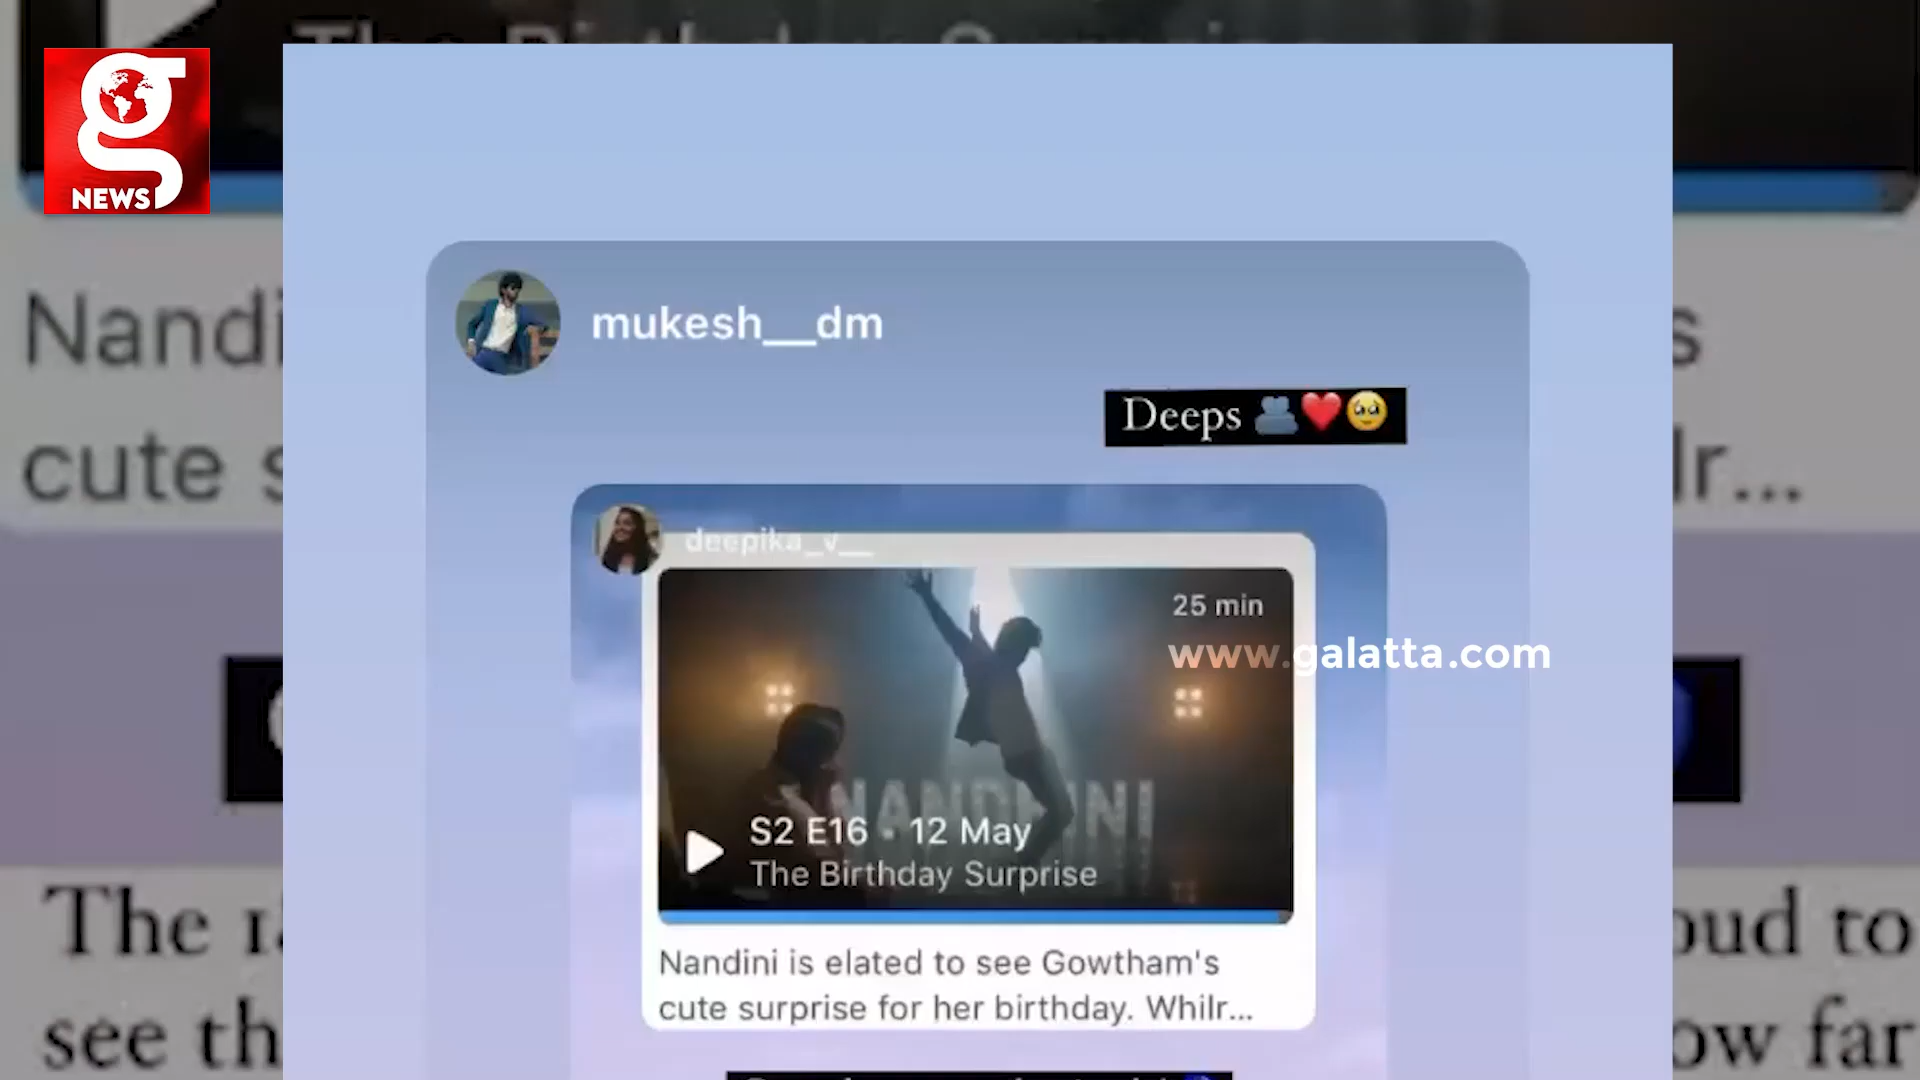 NEWS
mukesh__dm
Deeps 🫂❤️🥹
deepika_v__
25 min
www.galatta.com
NANDHINI
S2 E16 · 12 May
The Birthday Surprise
Nandini is elated to see Gowtham's
cute surprise for her birthday. Whilr...
Nandi
cute s
lr...
The
oud to
see th
ow far